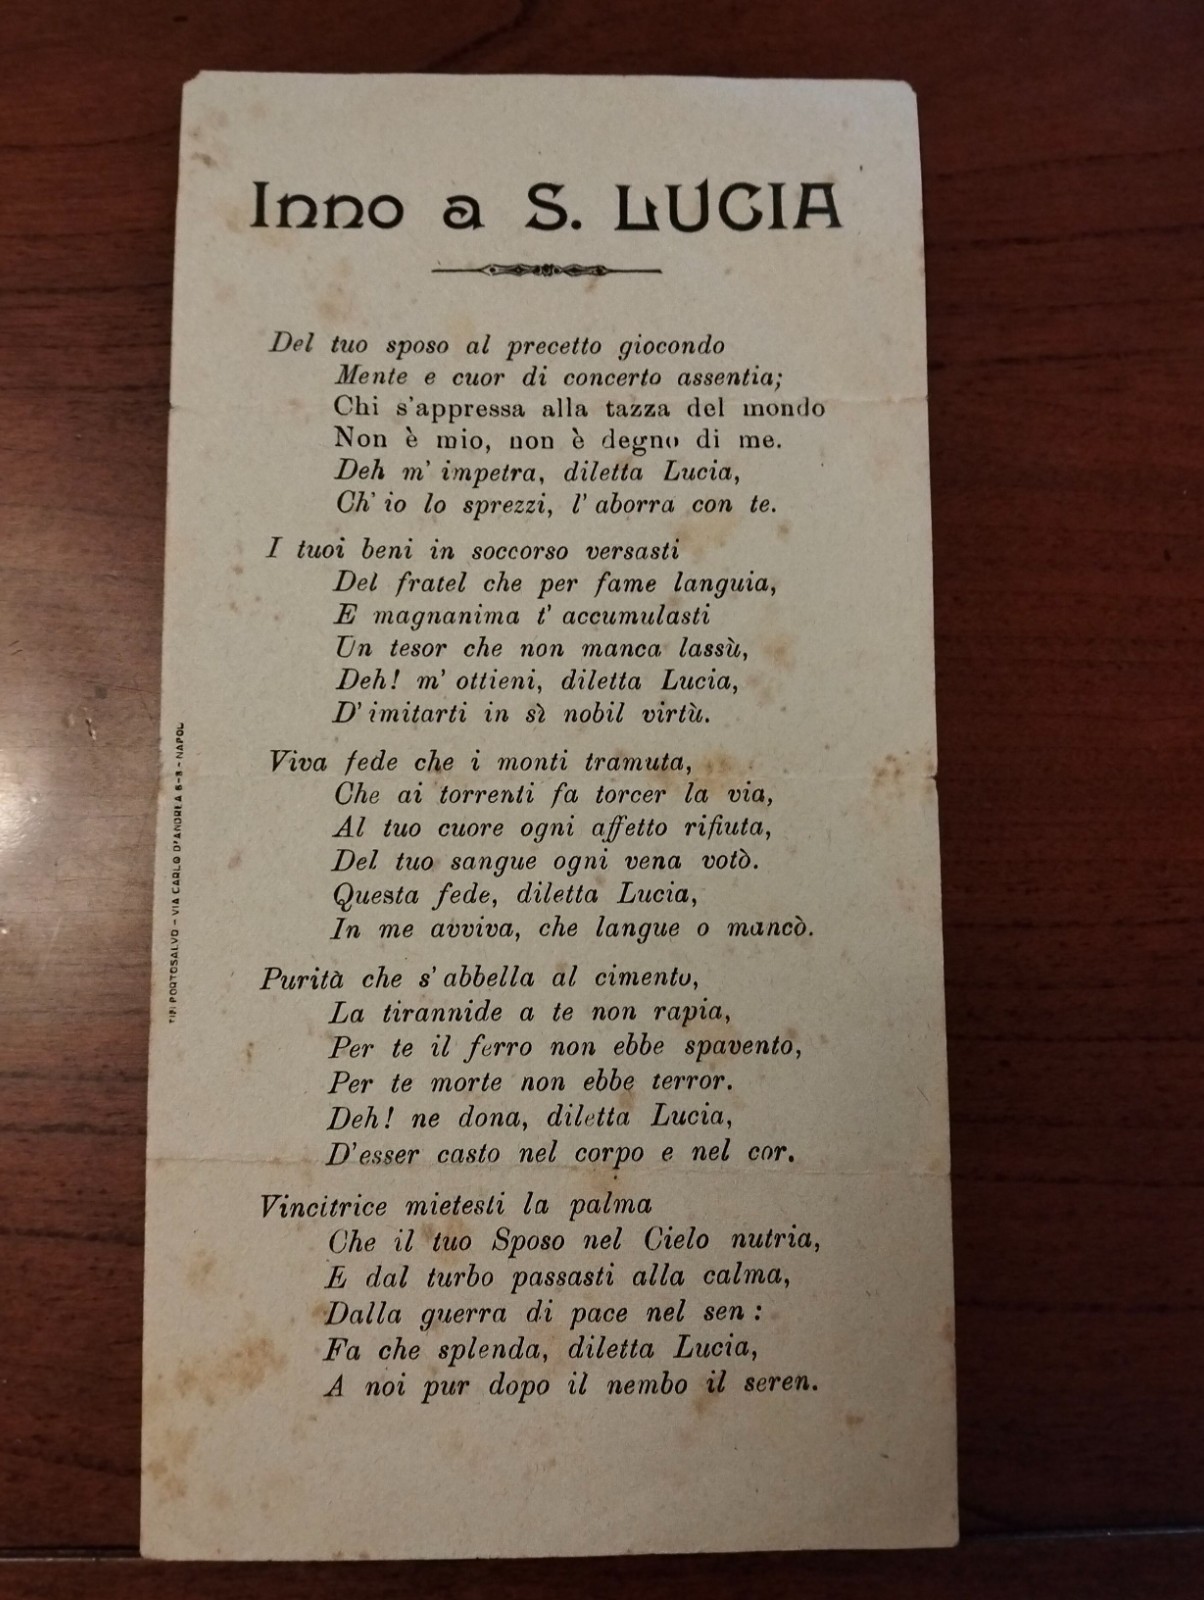 Inno a S. LUCIA
Del tuo sposo al precetto giocondo
Mente e cuor di concerto assentia;
Chi s'appressa alla tazza del mondo
Non è mio, non è degno di me.
Deh m' impetra, diletta Lucia,
Ch' io lo sprezzi, l' aborra con te.
I tuoi beni in soccorso versasti
Del fratel che per fame languia,
E magnanima t' accumulasti
Un tesor che non manca lassù,
Deh! m' ottieni, diletta Lucia,
D' imitarti in sì nobil virtù.
Viva fede che i monti tramuta,
Che ai torrenti fa torcer la via,
Al tuo cuore ogni affetto rifiuta,
Del tuo sangue ogni vena votò.
Questa fede, diletta Lucia,
In me avviva, che langue o mancò.
Purità che s' abbella al cimento,
La tirannide a te non rapia,
Per te il ferro non ebbe spavento,
Per te morte non ebbe terror.
Deh! ne dona, diletta Lucia,
D'esser casto nel corpo e nel cor.
Vincitrice mietesti la palma
Che il tuo Sposo nel Cielo nutria,
E dal turbo passasti alla calma,
Dalla guerra di pace nel sen :
Fa che splenda, diletta Lucia,
A noi pur dopo il nembo il seren.
PORTOSALVO - VIA CARLO D'ANDREA - NAPOL